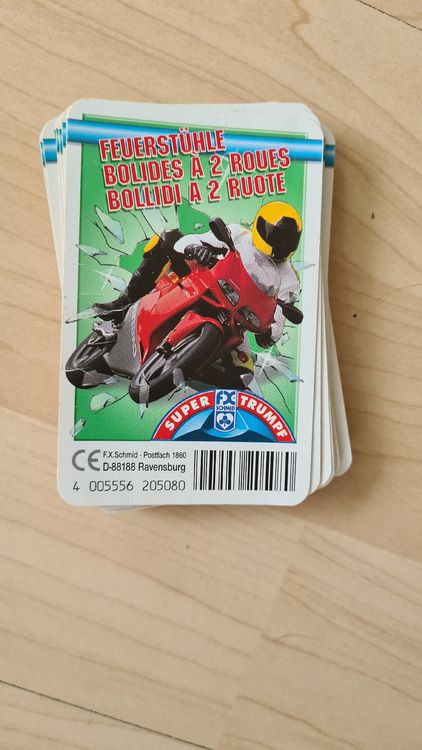 FEUERSTÜHLE
BOLIDES À 2 ROUES
BOLLIDI A 2 RUOTE
SUPER FX SCHMID TRUMPF
CE F.X.Schmid · Postfach 1860
D-88188 Ravensburg
4 005556 205080